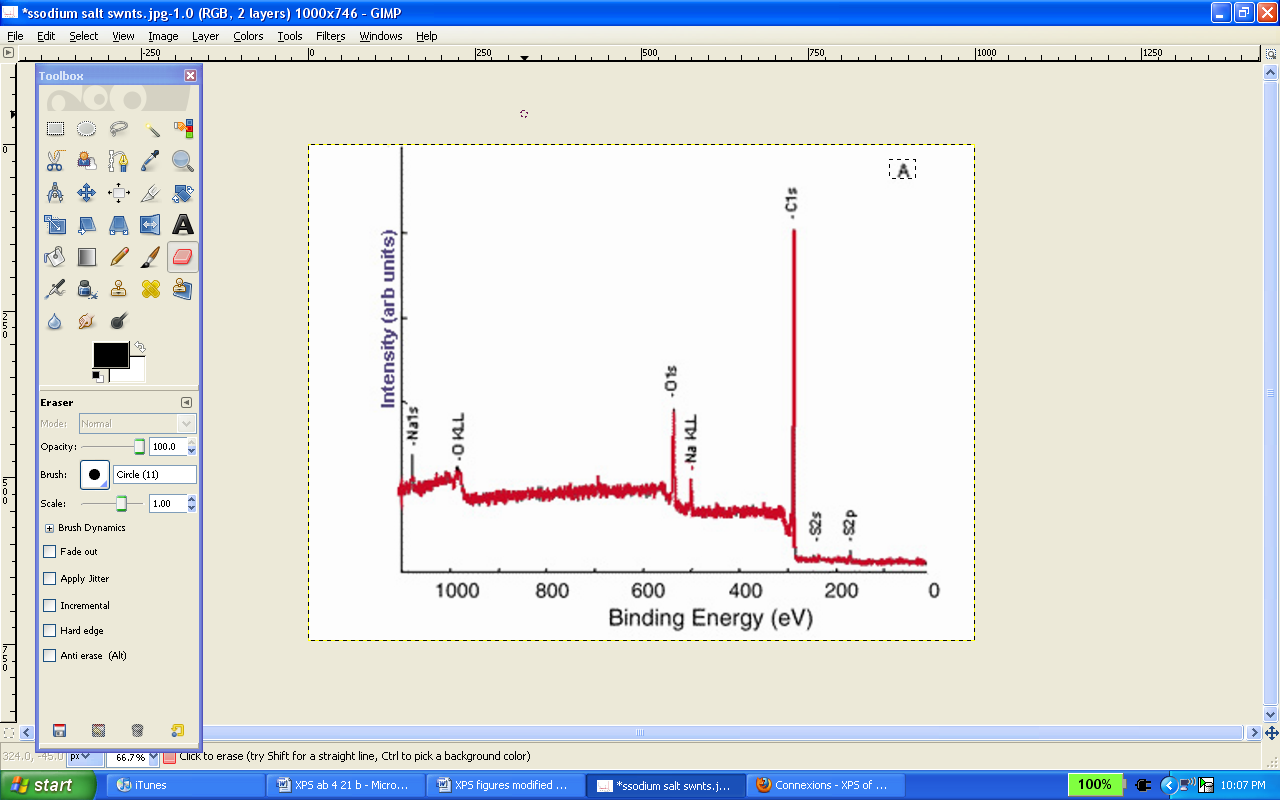 *ssodium salt swnts.jpg-1.0 (RGB, 2 layers) 1000x746 - GIMP
File Edit Select View Image Layer Colors Tools Filters Windows Help
-250 0 250 500 750 1000 1250
Toolbox
0
250
500
750
A
-C1s
Intensity (arb units)
-O1s
-Na1s
-O KLL
-Na KLL
-S2s
-S2p
1000 800 600 400 200 0
Binding Energy (eV)
Eraser
Mode: Normal
Opacity: 100.0
Brush: Circle (11)
Scale: 1.00
Brush Dynamics
Fade out
Apply Jitter
Incremental
Hard edge
Anti erase (Alt)
324.0, -45.0 px 66.7% Click to erase (try Shift for a straight line, Ctrl to pick a background color)
start iTunes XPS ab 4 21 b - Micro... XPS figures modified ... *ssodium salt swnts.j... Connexions - XPS of ... 100% 10:07 PM